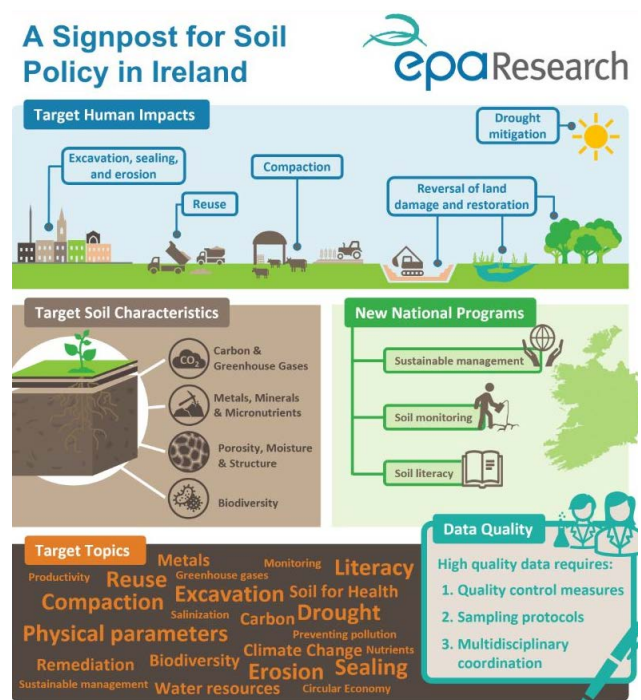 A Signpost for Soil
Policy in Ireland
epaResearch
Target Human Impacts
Drought
mitigation
Excavation, sealing,
and erosion
Reuse
Compaction
Reversal of land
damage and restoration
Target Soil Characteristics
CO₂
Carbon &
Greenhouse Gases
Metals, Minerals
& Micronutrients
Porosity, Moisture
& Structure
Biodiversity
New National Programs
Sustainable management
Soil monitoring
Soil literacy
Target Topics
Metals
Monitoring
Literacy
Productivity
Reuse
Greenhouse gases
Compaction
Excavation
Soil for Health
Salinization
Carbon
Drought
Physical parameters
Preventing pollution
Climate Change
Nutrients
Remediation
Biodiversity
Erosion
Sealing
Sustainable management
Water resources
Circular Economy
Data Quality
High quality data requires:
1. Quality control measures
2. Sampling protocols
3. Multidisciplinary
coordination